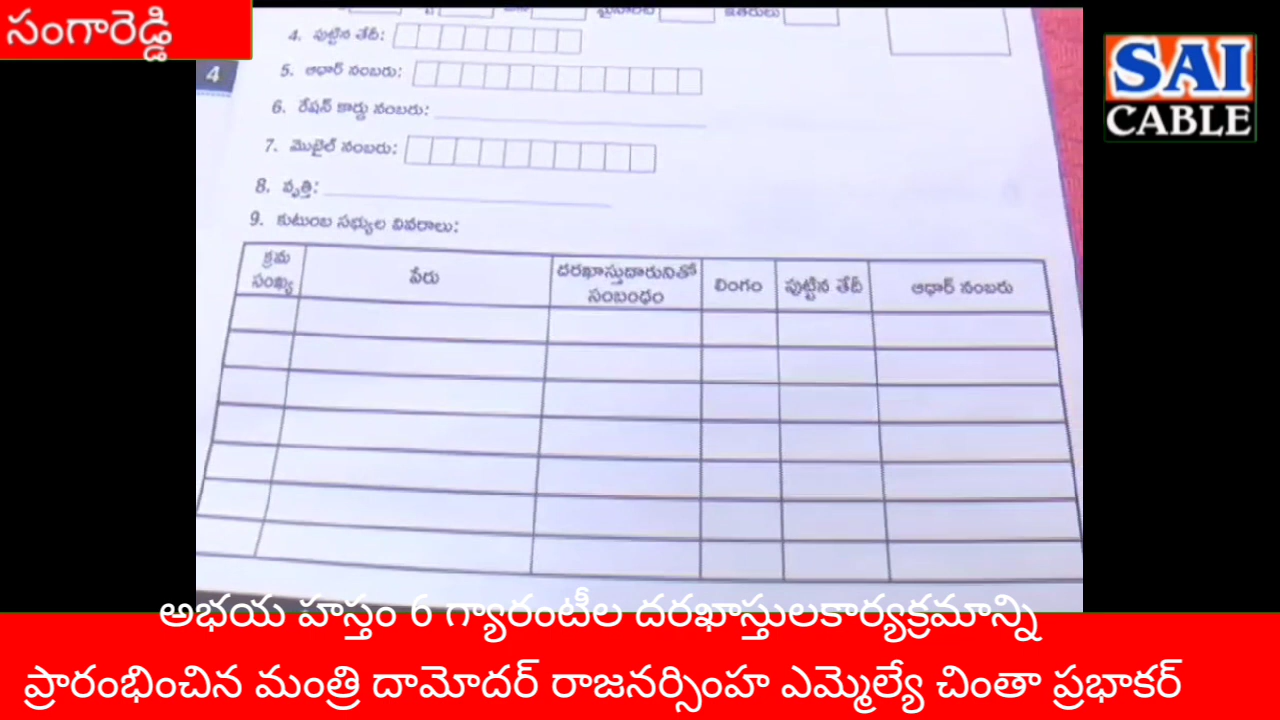 సంగారెడ్డి
SAI
CABLE
4
ఇతరులు
4. పుట్టిన తేదీ:
5. ఆధార్ నంబరు:
6. రేషన్ కార్డు నంబరు:
7. మొబైల్ నంబరు:
8. వృత్తి:
9. కుటుంబ సభ్యుల వివరాలు:
క్రమ సంఖ్య
పేరు
దరఖాస్తుదారునితో సంబంధం
లింగం
పుట్టిన తేదీ
ఆధార్ నంబరు
అభయ హస్తం 6 గ్యారంటీల దరఖాస్తులకార్యక్రమాన్ని
ప్రారంభించిన మంత్రి దామోదర్ రాజనర్సింహ ఎమ్మెల్యే చింతా ప్రభాకర్